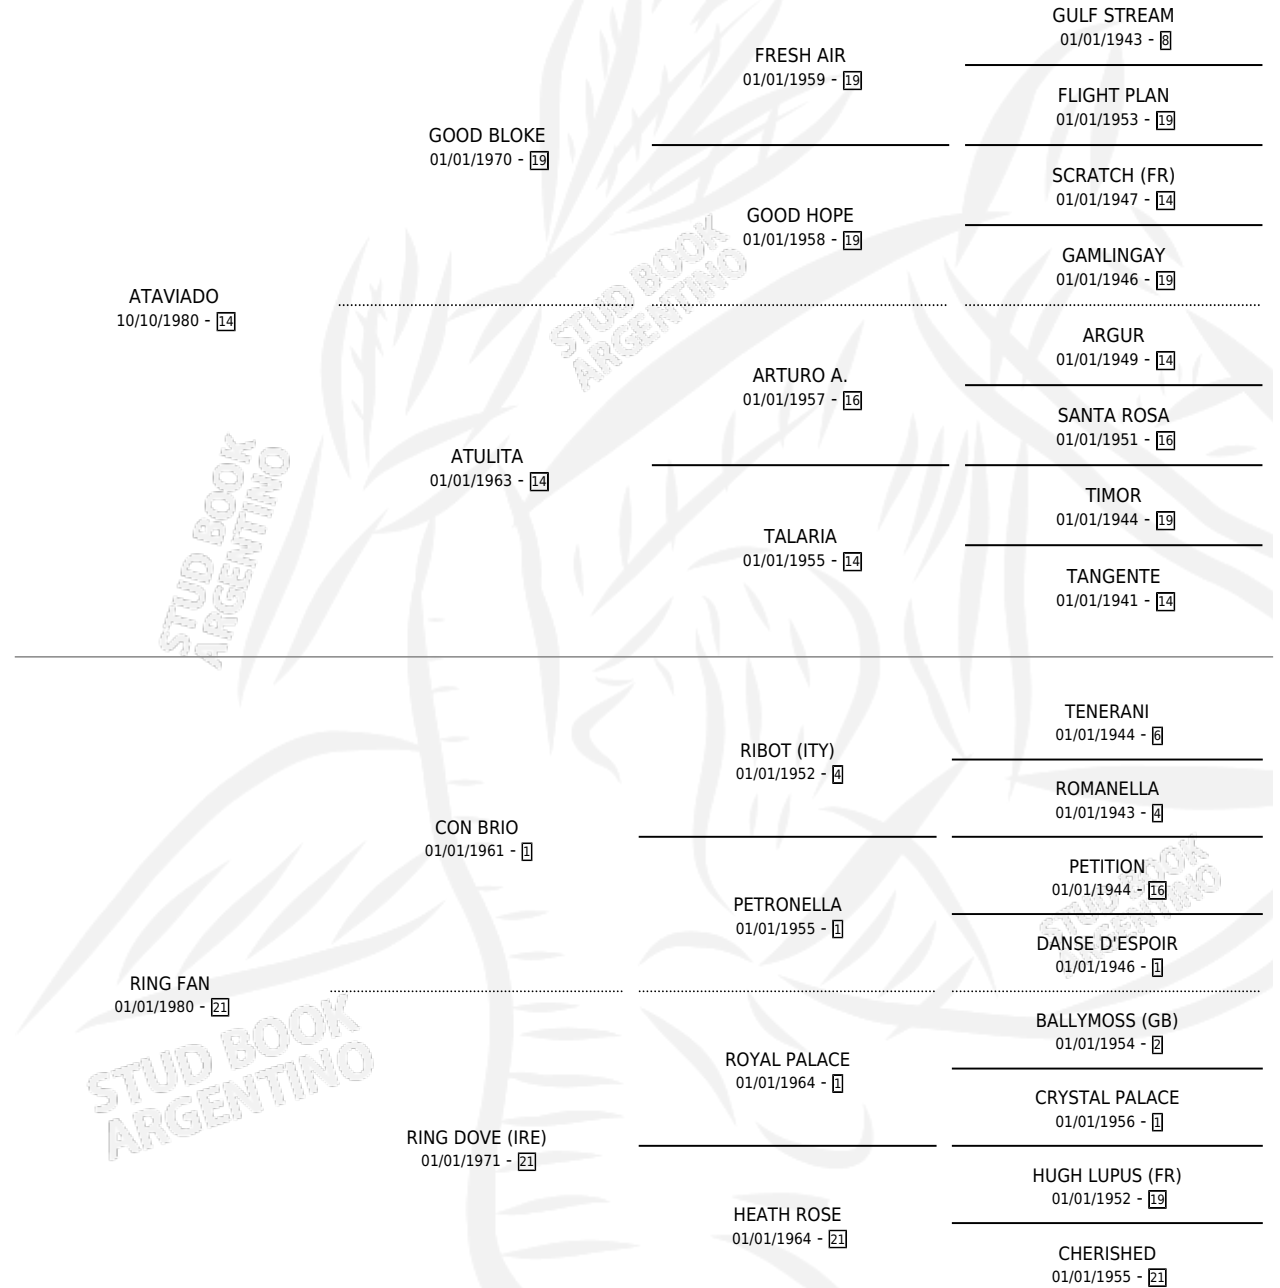 GULF STREAM
01/01/1943 - 8
FRESH AIR
01/01/1959 - 19
FLIGHT PLAN
01/01/1953 - 19
GOOD BLOKE
01/01/1970 - 19
SCRATCH (FR)
01/01/1947 - 14
GOOD HOPE
01/01/1958 - 19
GAMLINGAY
01/01/1946 - 19
ATAVIADO
10/10/1980 - 14
STUD BOOK
ARGENTINO
ARGUR
01/01/1949 - 14
ARTURO A.
01/01/1957 - 16
SANTA ROSA
01/01/1951 - 16
ATULITA
01/01/1963 - 14
TIMOR
01/01/1944 - 19
TALARIA
01/01/1955 - 14
TANGENTE
01/01/1941 - 14
STUD BOOK
ARGENTINO
TENERANI
01/01/1944 - 6
RIBOT (ITY)
01/01/1952 - 4
ROMANELLA
01/01/1943 - 4
CON BRIO
01/01/1961 - 1
PETITION
01/01/1944 - 16
PETRONELLA
01/01/1955 - 1
DANSE D'ESPOIR
01/01/1946 - 1
STUD BOOK
ARGENTINO
RING FAN
01/01/1980 - 21
BALLYMOSS (GB)
01/01/1954 - 2
ROYAL PALACE
01/01/1964 - 1
CRYSTAL PALACE
01/01/1956 - 1
STUD BOOK
ARGENTINO
RING DOVE (IRE)
01/01/1971 - 21
HUGH LUPUS (FR)
01/01/1952 - 19
HEATH ROSE
01/01/1964 - 21
CHERISHED
01/01/1955 - 21